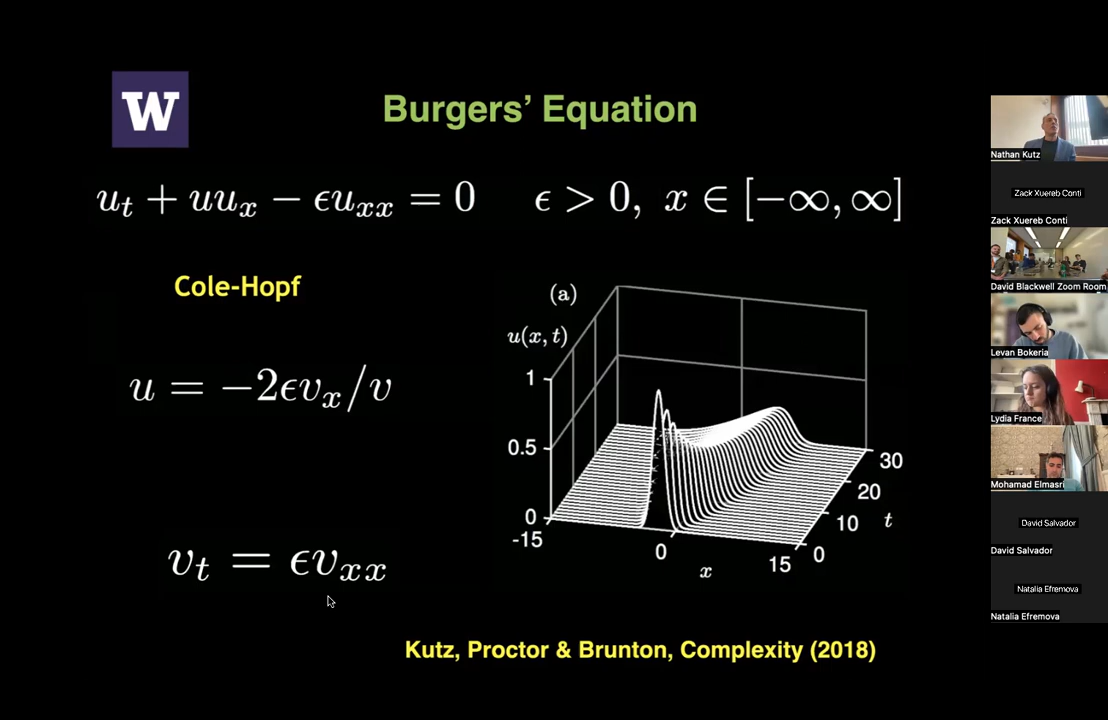 W
Burgers’ Equation
u_t + uu_x − ϵu_xx = 0 ϵ > 0, x ∈ [−∞, ∞]
Cole-Hopf
u = −2ϵv_x/v
v_t = ϵv_xx
(a)
u(x, t)
1
0.5
0
-15
0
15
x
0
10
20
30
t
Kutz, Proctor & Brunton, Complexity (2018)
Nathan Kutz
Zack Xuereb Conti
Zack Xuereb Conti
David Blackwell Zoom Room
Levan Bokeria
Lydia France
Mohamad Elmasri
David Salvador
David Salvador
Natalia Efremova
Natalia Efremova